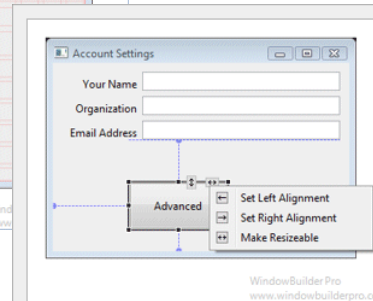 Account Settings
Your Name
Organization
Email Address
Advanced
Set Left Alignment
Set Right Alignment
Make Resizeable
WindowBuilder Pro
www.windowbuilderpro.c